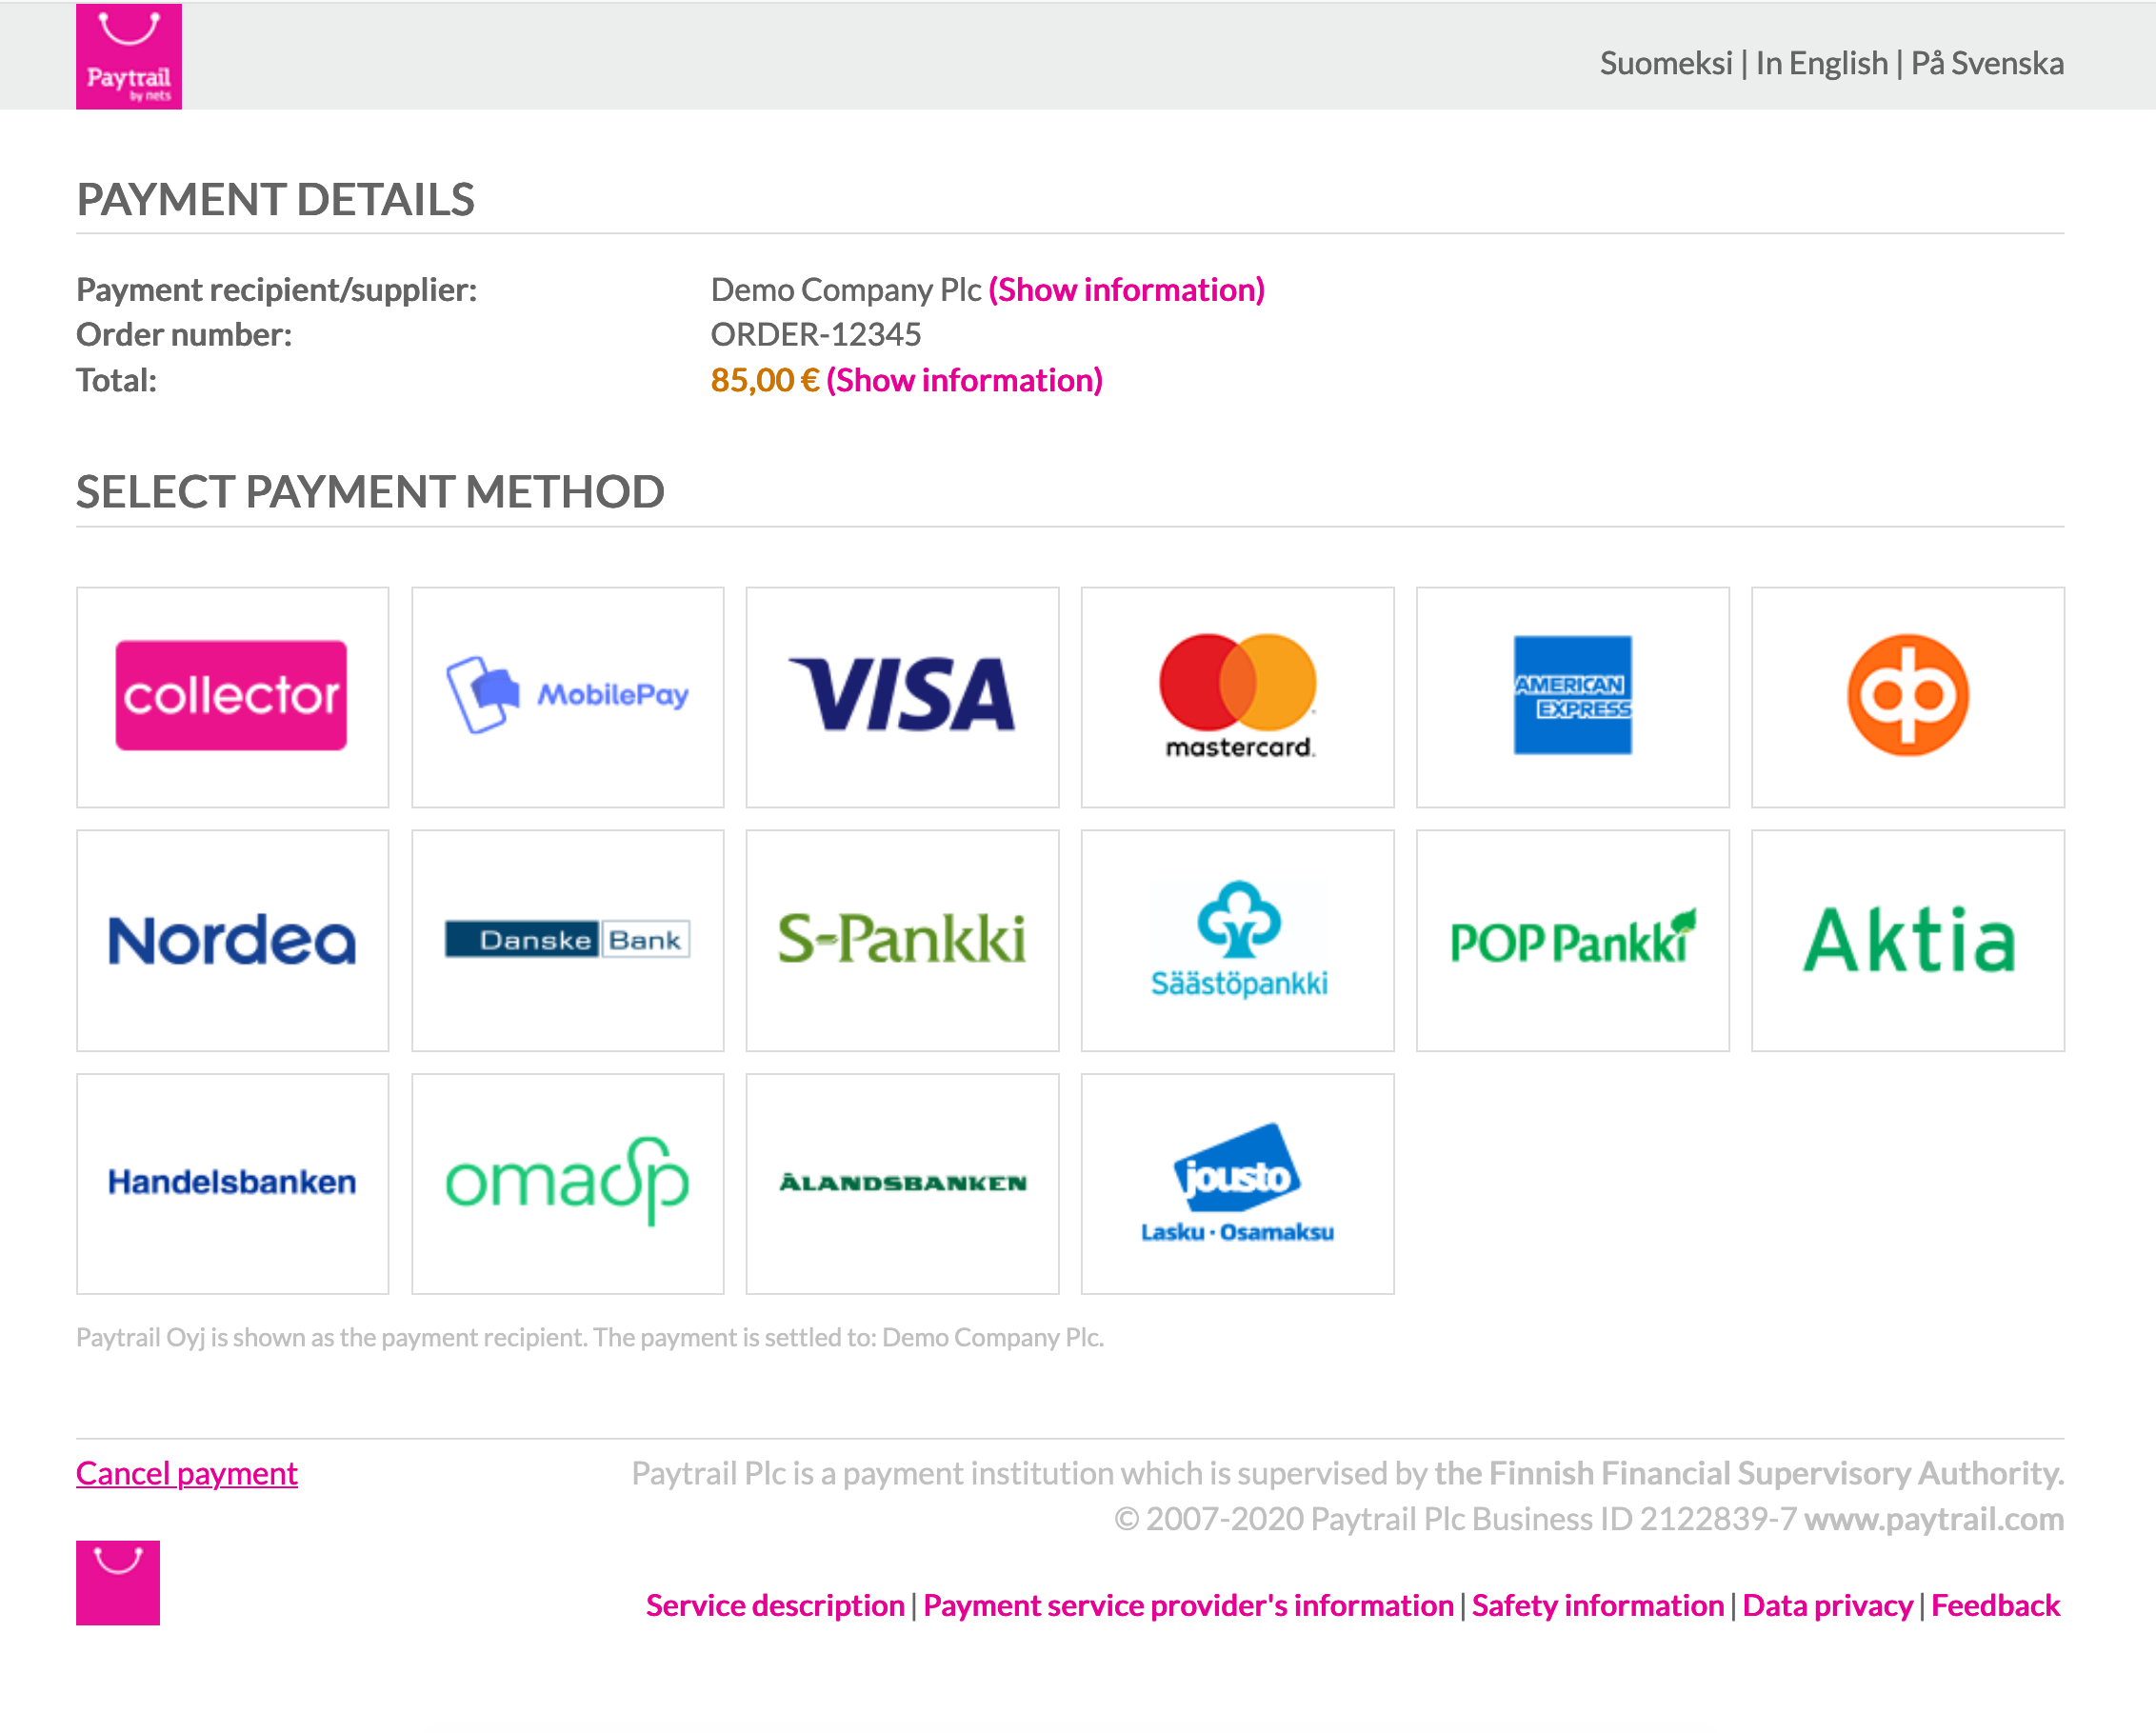 Paytrail
by nets
Suomeksi | In English | På Svenska
PAYMENT DETAILS
Payment recipient/supplier: Demo Company Plc (Show information)
Order number: ORDER-12345
Total: 85,00 € (Show information)
SELECT PAYMENT METHOD
collector
MobilePay
VISA
mastercard.
AMERICAN
EXPRESS
op
Nordea
Danske Bank
S-Pankki
Säästöpankki
POP Pankki
Aktia
Handelsbanken
omasp
ÅLANDSBANKEN
jousto
Lasku · Osamaksu
Paytrail Oyj is shown as the payment recipient. The payment is settled to: Demo Company Plc.
Cancel payment
Paytrail Plc is a payment institution which is supervised by the Finnish Financial Supervisory Authority.
© 2007-2020 Paytrail Plc Business ID 2122839-7 www.paytrail.com
Service description | Payment service provider's information | Safety information | Data privacy | Feedback